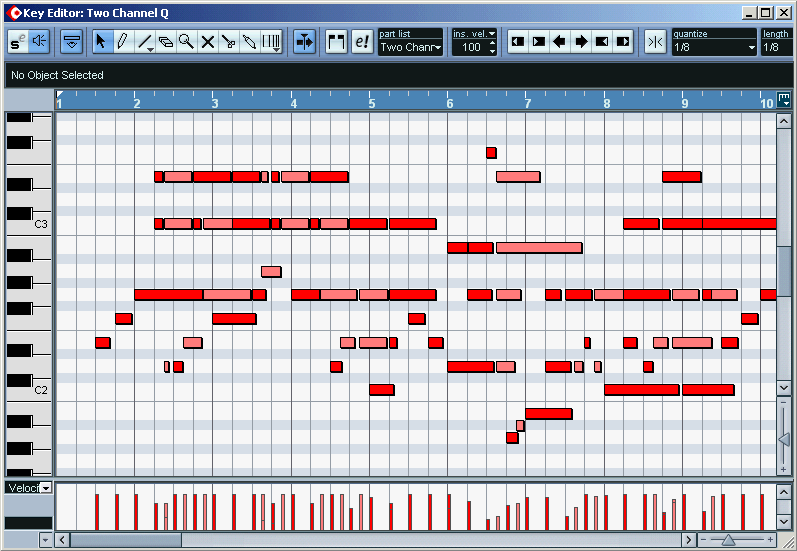 Key Editor: Two Channel Q
part list
ins. vel.
quantize
length
Two Chanr
100
1/8
1/8
No Object Selected
1 2 3 4 5 6 7 8 9 10
C3
C2
Veloci